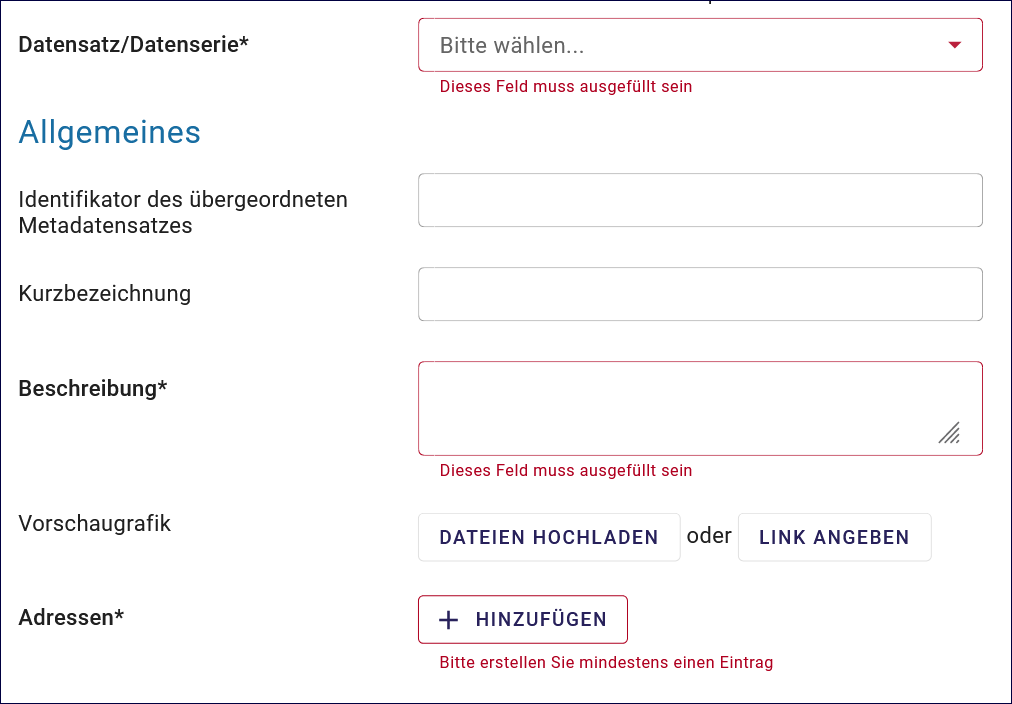 Datensatz/Datenserie*
Bitte wählen...
Dieses Feld muss ausgefüllt sein
Allgemeines
Identifikator des übergeordneten
Metadatensatzes
Kurzbezeichnung
Beschreibung*
Dieses Feld muss ausgefüllt sein
Vorschaugrafik
DATEIEN HOCHLADEN oder LINK ANGEBEN
Adressen*
+ HINZUFÜGEN
Bitte erstellen Sie mindestens einen Eintrag